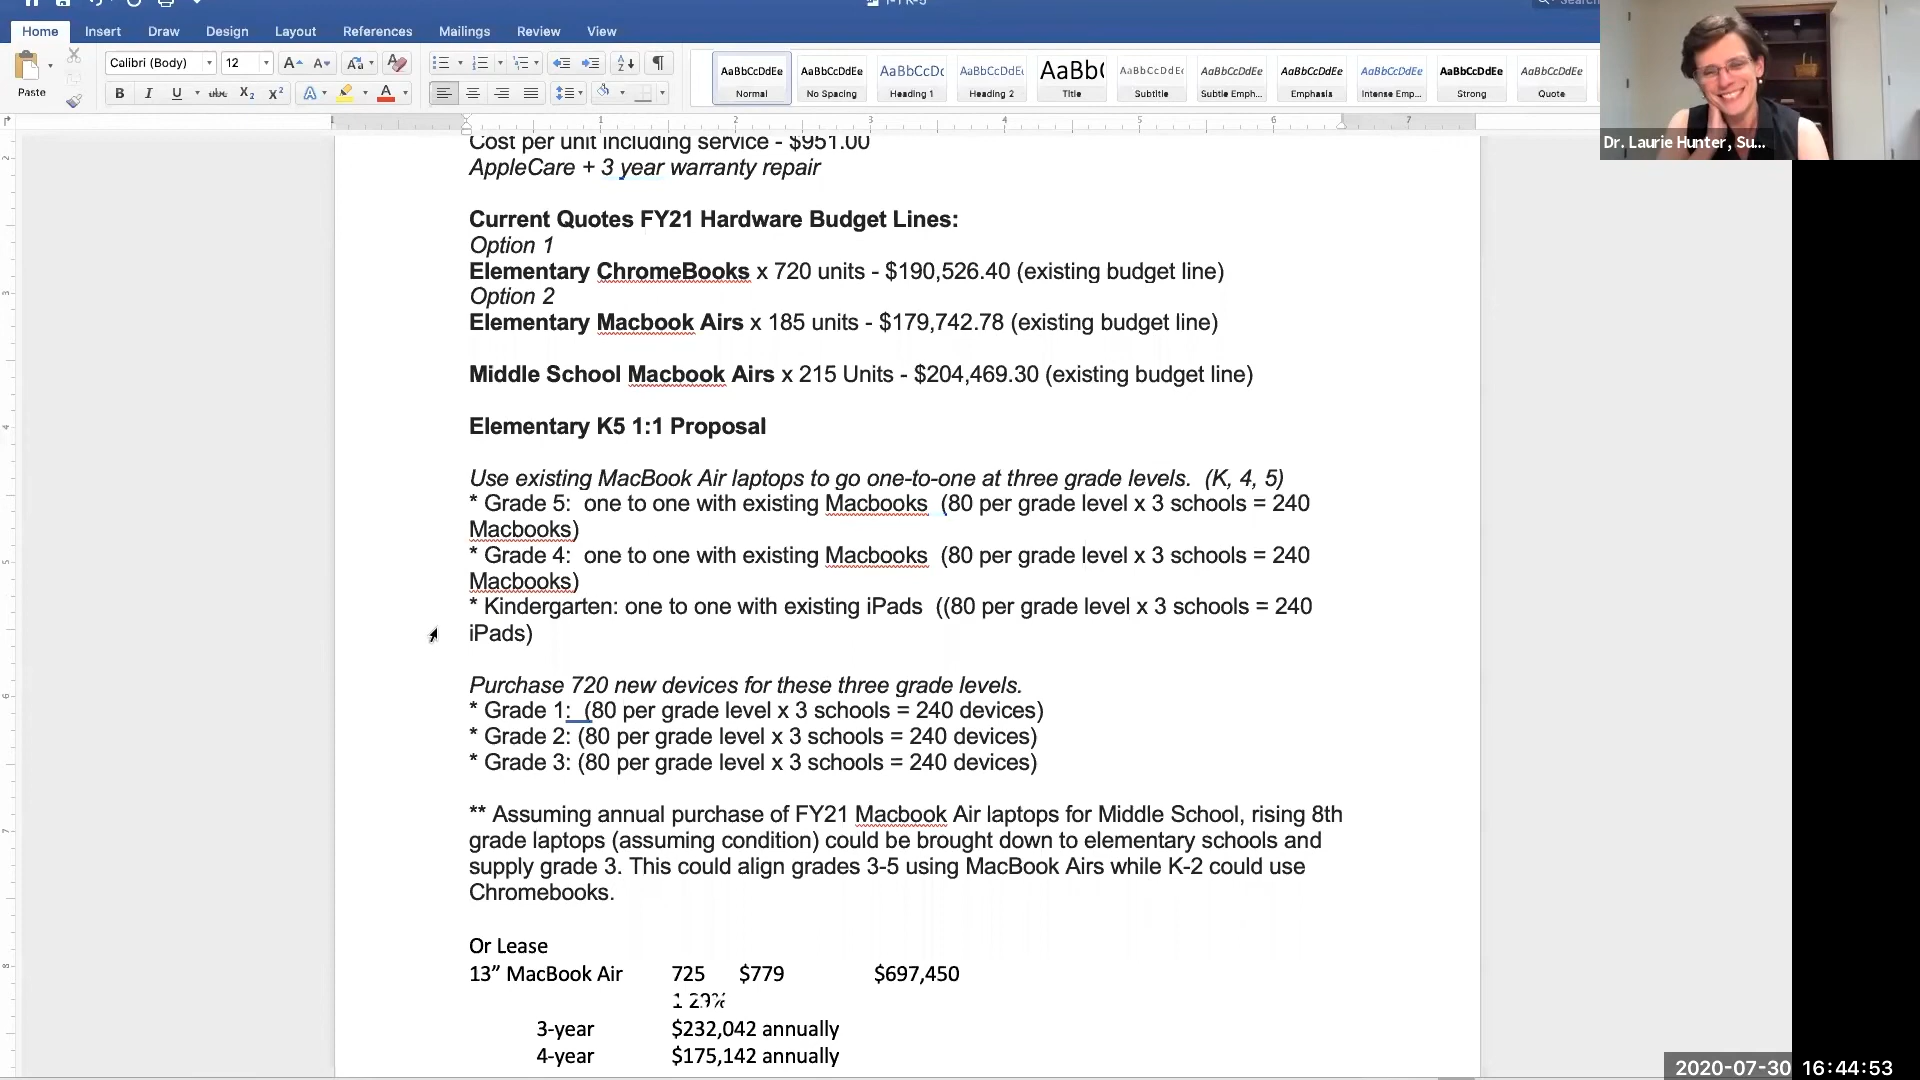 Home Insert Draw Design Layout References Mailings Review View
Calibri (Body) 12
Paste
AaBbCcDdEe AaBbCcDdEe AaBbCcDc AaBbCcDdEe AaBb( AaBbCcDdEe AaBbCcDdEe AaBbCcDdEe AaBbCcDdEe AaBbCcDdEe AaBbCcDdEe
Normal No Spacing Heading 1 Heading 2 Title Subtitle Subtle Emph... Emphasis Intense Emp... Strong Quote
Dr. Laurie Hunter, Su...
Cost per unit including service - $951.00
AppleCare + 3 year warranty repair
Current Quotes FY21 Hardware Budget Lines:
Option 1
Elementary ChromeBooks x 720 units - $190,526.40 (existing budget line)
Option 2
Elementary Macbook Airs x 185 units - $179,742.78 (existing budget line)
Middle School Macbook Airs x 215 Units - $204,469.30 (existing budget line)
Elementary K5 1:1 Proposal
Use existing MacBook Air laptops to go one-to-one at three grade levels. (K, 4, 5)
* Grade 5: one to one with existing Macbooks (80 per grade level x 3 schools = 240
Macbooks)
* Grade 4: one to one with existing Macbooks (80 per grade level x 3 schools = 240
Macbooks)
* Kindergarten: one to one with existing iPads ((80 per grade level x 3 schools = 240
iPads)
Purchase 720 new devices for these three grade levels.
* Grade 1: (80 per grade level x 3 schools = 240 devices)
* Grade 2: (80 per grade level x 3 schools = 240 devices)
* Grade 3: (80 per grade level x 3 schools = 240 devices)
** Assuming annual purchase of FY21 Macbook Air laptops for Middle School, rising 8th
grade laptops (assuming condition) could be brought down to elementary schools and
supply grade 3. This could align grades 3-5 using MacBook Airs while K-2 could use
Chromebooks.
Or Lease
13” MacBook Air 725 $779 $697,450
3-year $232,042 annually
4-year $175,142 annually
2020-07-30 16:44:53